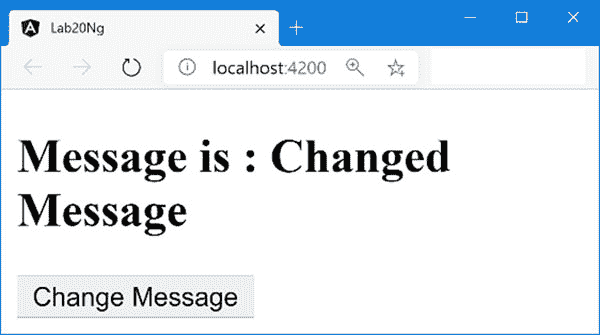 Lab20Ng
localhost:4200
Message is : Changed
Message
Change Message